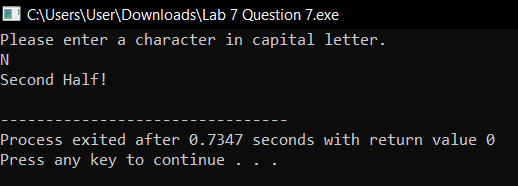 C:\Users\User\Downloads\Lab 7 Question 7.exe
Please enter a character in capital letter.
N
Second Half!
--------------------------------
Process exited after 0.7347 seconds with return value 0
Press any key to continue . . .